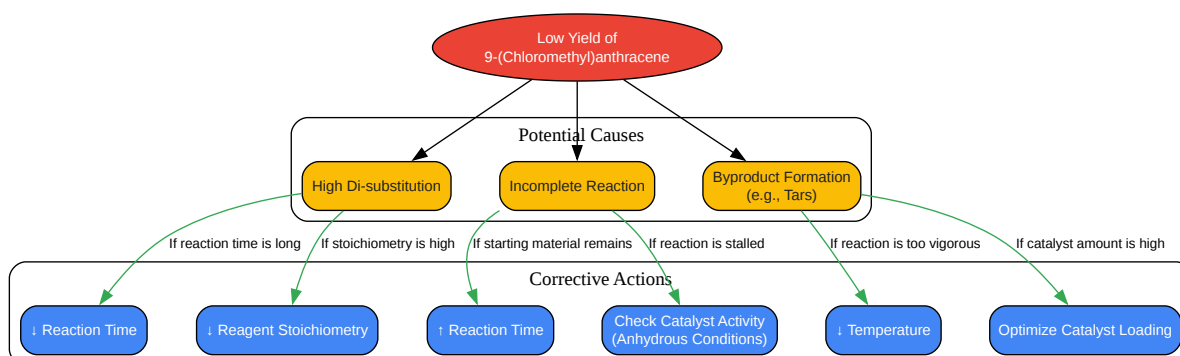 Low Yield of
9-(Chloromethyl)anthracene
Potential Causes
High Di-substitution
Incomplete Reaction
Byproduct Formation
(e.g., Tars)
If reaction time is long
If stoichiometry is high
If starting material remains
If reaction is stalled
If reaction is too vigorous
If catalyst amount is high
Corrective Actions
↓ Reaction Time
↓ Reagent Stoichiometry
↑ Reaction Time
Check Catalyst Activity
(Anhydrous Conditions)
↓ Temperature
Optimize Catalyst Loading